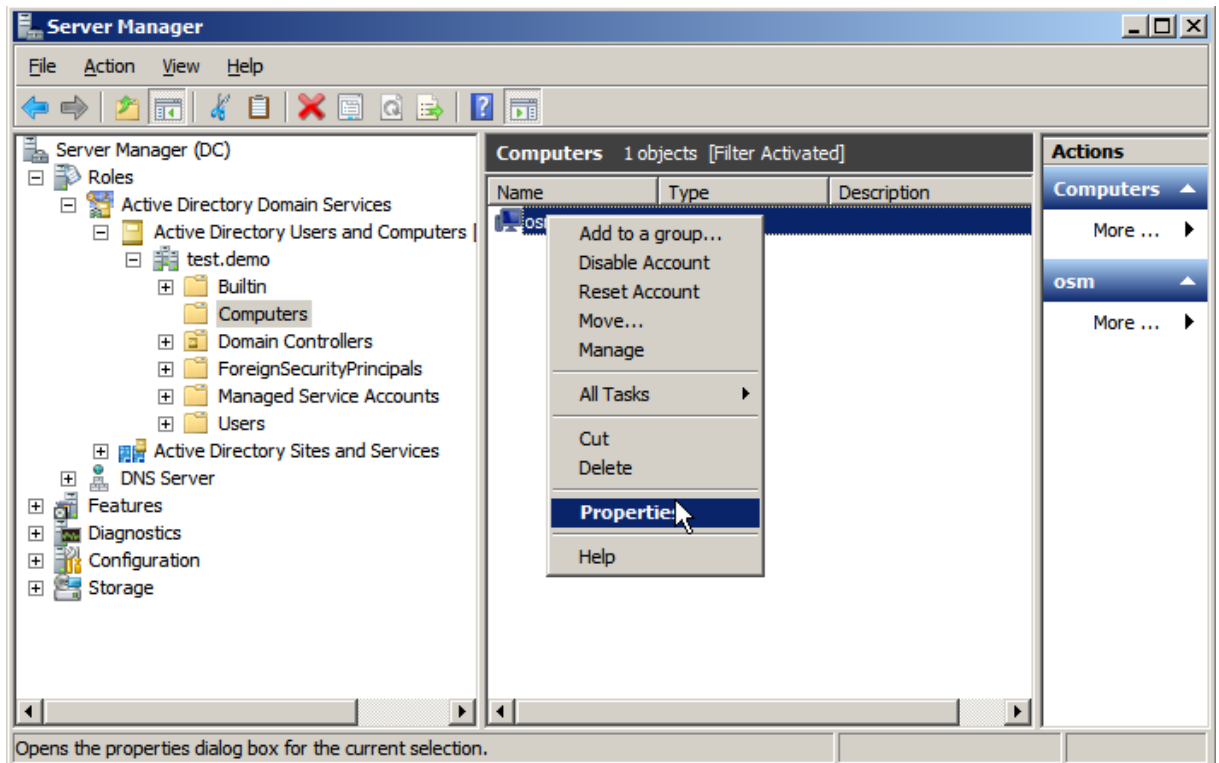 Server Manager
File Action View Help
Server Manager (DC)
Roles
Active Directory Domain Services
Active Directory Users and Computers [
test.demo
Builtin
Computers
Domain Controllers
ForeignSecurityPrincipals
Managed Service Accounts
Users
Active Directory Sites and Services
DNS Server
Features
Diagnostics
Configuration
Storage
Computers 1 objects [Filter Activated]
Name Type Description
Add to a group...
Disable Account
Reset Account
Move...
Manage
All Tasks
Cut
Delete
Properties
Help
Actions
Computers
More ...
osm
More ...
Opens the properties dialog box for the current selection.